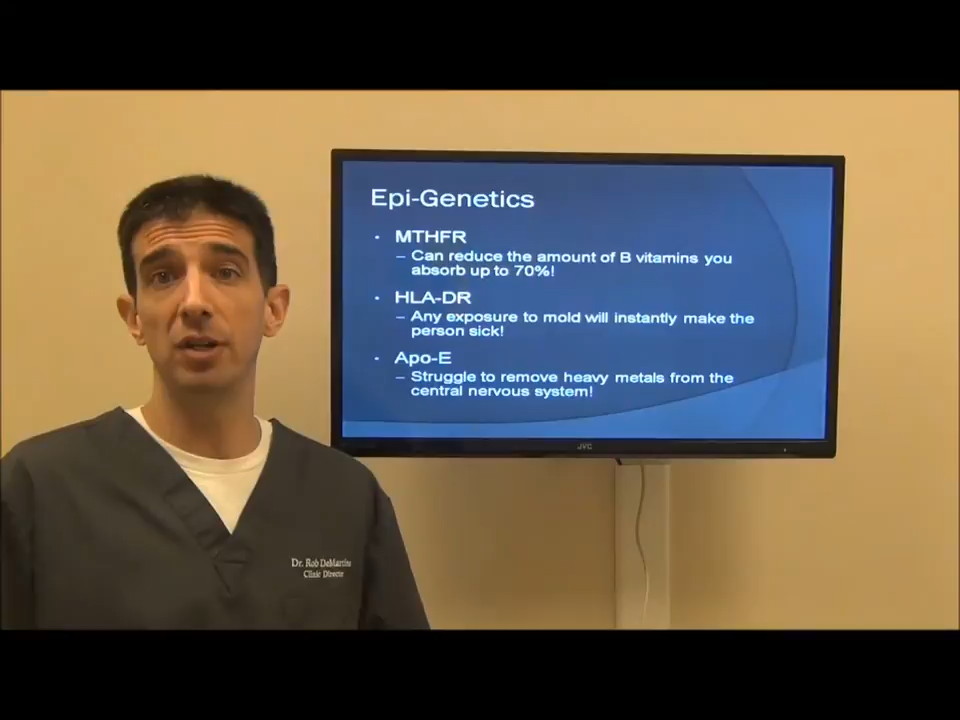 Epi-Genetics
• MTHFR
– Can reduce the amount of B vitamins you
absorb up to 70%!
• HLA-DR
– Any exposure to mold will instantly make the
person sick!
• Apo-E
– Struggle to remove heavy metals from the
central nervous system!
JVC
Dr. Rob DeMartino
Clinic Director